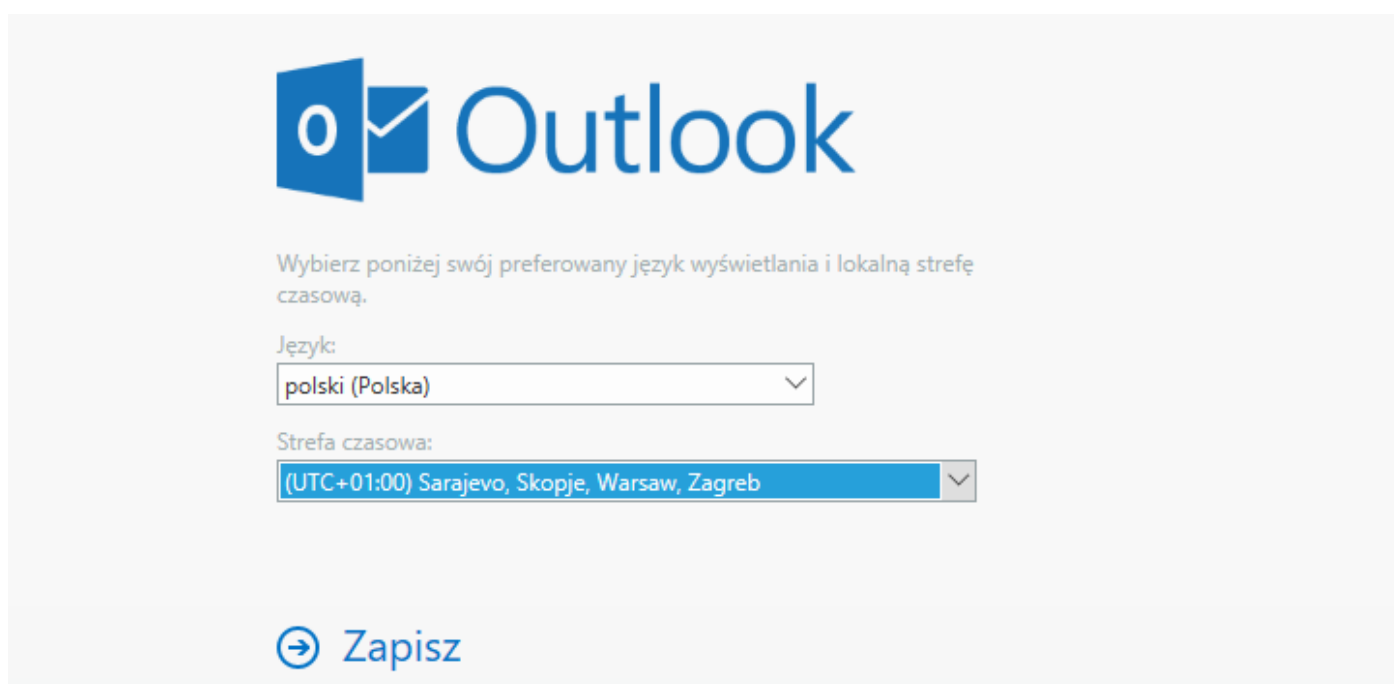 Outlook
Wybierz poniżej swój preferowany język wyświetlania i lokalną strefę
czasową.
Język:
polski (Polska)
Strefa czasowa:
(UTC+01:00) Sarajevo, Skopje, Warsaw, Zagreb
Zapisz